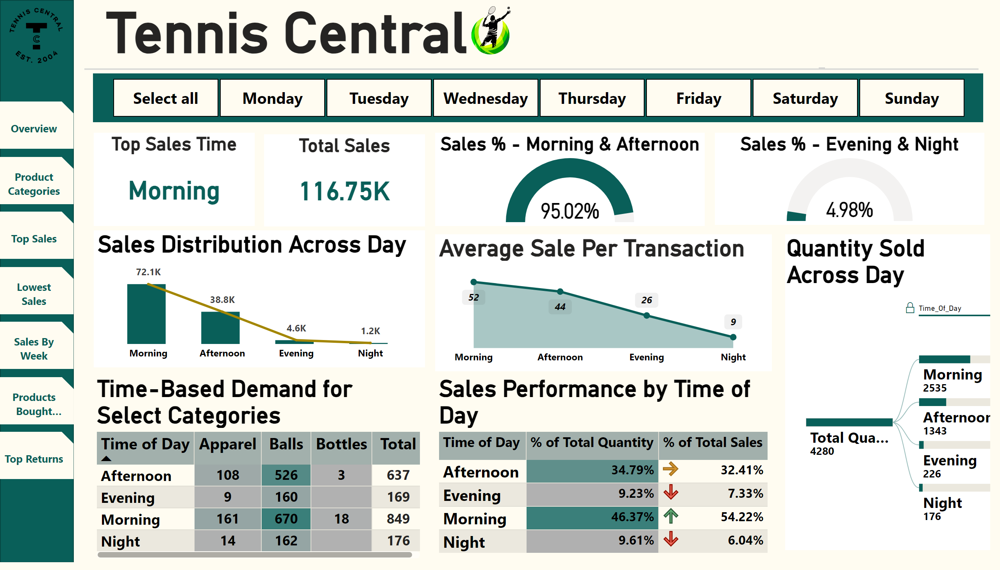 TENNIS CENTRAL
T
C
EST. 2004
Tennis Central
Select all Monday Tuesday Wednesday Thursday Friday Saturday Sunday
Overview
Product
Categories
Top Sales
Lowest
Sales
Sales By
Week
Products
Bought...
Top Returns
Top Sales Time
Morning
Total Sales
116.75K
Sales % - Morning & Afternoon
95.02%
Sales % - Evening & Night
4.98%
Sales Distribution Across Day
72.1K
38.8K
4.6K
1.2K
Morning Afternoon Evening Night
Average Sale Per Transaction
52
44
26
9
Morning Afternoon Evening Night
Quantity Sold
Across Day
Time_Of_Day
Total Qua...
4280
Morning
2535
Afternoon
1343
Evening
226
Night
176
Time-Based Demand for
Select Categories
Time of Day Apparel Balls Bottles Total
Afternoon 108 526 3 637
Evening 9 160 169
Morning 161 670 18 849
Night 14 162 176
Sales Performance by Time of
Day
Time of Day % of Total Quantity % of Total Sales
Afternoon 34.79% 32.41%
Evening 9.23% 7.33%
Morning 46.37% 54.22%
Night 9.61% 6.04%